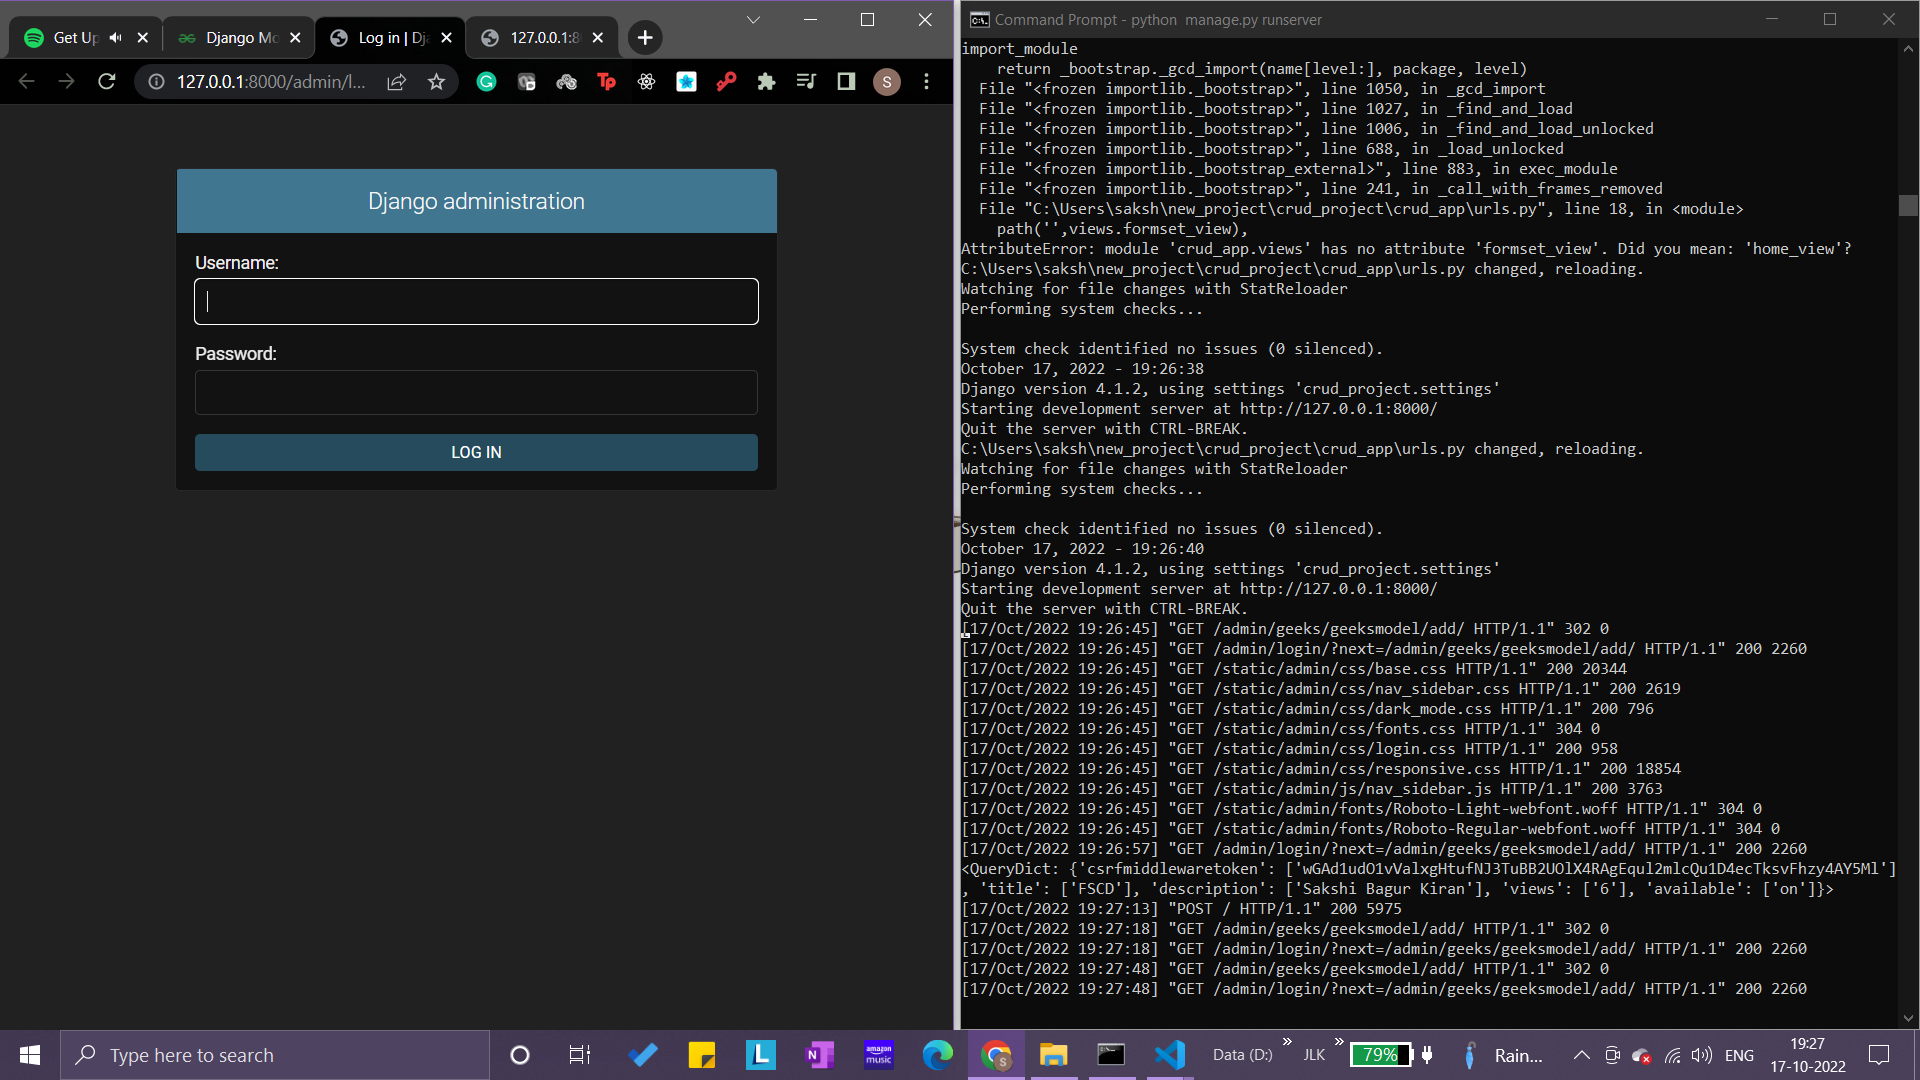 Get Up
Django Mo
Log in | Dj
127.0.0.1:8
127.0.0.1:8000/admin/l...
S
Django administration
Username:
Password:
LOG IN
Command Prompt - python  manage.py runserver
import_module
    return _bootstrap._gcd_import(name[level:], package, level)
  File "<frozen importlib._bootstrap>", line 1050, in _gcd_import
  File "<frozen importlib._bootstrap>", line 1027, in _find_and_load
  File "<frozen importlib._bootstrap>", line 1006, in _find_and_load_unlocked
  File "<frozen importlib._bootstrap>", line 688, in _load_unlocked
  File "<frozen importlib._bootstrap_external>", line 883, in exec_module
  File "<frozen importlib._bootstrap>", line 241, in _call_with_frames_removed
  File "C:\Users\saksh\new_project\crud_project\crud_app\urls.py", line 18, in <module>
    path('',views.formset_view),
AttributeError: module 'crud_app.views' has no attribute 'formset_view'. Did you mean: 'home_view'?
C:\Users\saksh\new_project\crud_project\crud_app\urls.py changed, reloading.
Watching for file changes with StatReloader
Performing system checks...
System check identified no issues (0 silenced).
October 17, 2022 - 19:26:38
Django version 4.1.2, using settings 'crud_project.settings'
Starting development server at http://127.0.0.1:8000/
Quit the server with CTRL-BREAK.
C:\Users\saksh\new_project\crud_project\crud_app\urls.py changed, reloading.
Watching for file changes with StatReloader
Performing system checks...
System check identified no issues (0 silenced).
October 17, 2022 - 19:26:40
Django version 4.1.2, using settings 'crud_project.settings'
Starting development server at http://127.0.0.1:8000/
Quit the server with CTRL-BREAK.
[17/Oct/2022 19:26:45] "GET /admin/geeks/geeksmodel/add/ HTTP/1.1" 302 0
[17/Oct/2022 19:26:45] "GET /admin/login/?next=/admin/geeks/geeksmodel/add/ HTTP/1.1" 200 2260
[17/Oct/2022 19:26:45] "GET /static/admin/css/base.css HTTP/1.1" 200 20344
[17/Oct/2022 19:26:45] "GET /static/admin/css/nav_sidebar.css HTTP/1.1" 200 2619
[17/Oct/2022 19:26:45] "GET /static/admin/css/dark_mode.css HTTP/1.1" 200 796
[17/Oct/2022 19:26:45] "GET /static/admin/css/fonts.css HTTP/1.1" 304 0
[17/Oct/2022 19:26:45] "GET /static/admin/css/login.css HTTP/1.1" 200 958
[17/Oct/2022 19:26:45] "GET /static/admin/css/responsive.css HTTP/1.1" 200 18854
[17/Oct/2022 19:26:45] "GET /static/admin/js/nav_sidebar.js HTTP/1.1" 200 3763
[17/Oct/2022 19:26:45] "GET /static/admin/fonts/Roboto-Light-webfont.woff HTTP/1.1" 304 0
[17/Oct/2022 19:26:45] "GET /static/admin/fonts/Roboto-Regular-webfont.woff HTTP/1.1" 304 0
[17/Oct/2022 19:26:57] "GET /admin/login/?next=/admin/geeks/geeksmodel/add/ HTTP/1.1" 200 2260
<QueryDict: {'csrfmiddlewaretoken': ['wGAd1udO1vValxgHtufNJ3TuBB2UOlX4RAgEqul2mlcQu1D4ecTksvFhzy4AY5Ml']
, 'title': ['FSCD'], 'description': ['Sakshi Bagur Kiran'], 'views': ['6'], 'available': ['on']}>
[17/Oct/2022 19:27:13] "POST / HTTP/1.1" 200 5975
[17/Oct/2022 19:27:18] "GET /admin/geeks/geeksmodel/add/ HTTP/1.1" 302 0
[17/Oct/2022 19:27:18] "GET /admin/login/?next=/admin/geeks/geeksmodel/add/ HTTP/1.1" 200 2260
[17/Oct/2022 19:27:48] "GET /admin/geeks/geeksmodel/add/ HTTP/1.1" 302 0
[17/Oct/2022 19:27:48] "GET /admin/login/?next=/admin/geeks/geeksmodel/add/ HTTP/1.1" 200 2260
Type here to search
amazon music
Data (D:)
JLK
79%
Rain...
ENG
19:27
17-10-2022